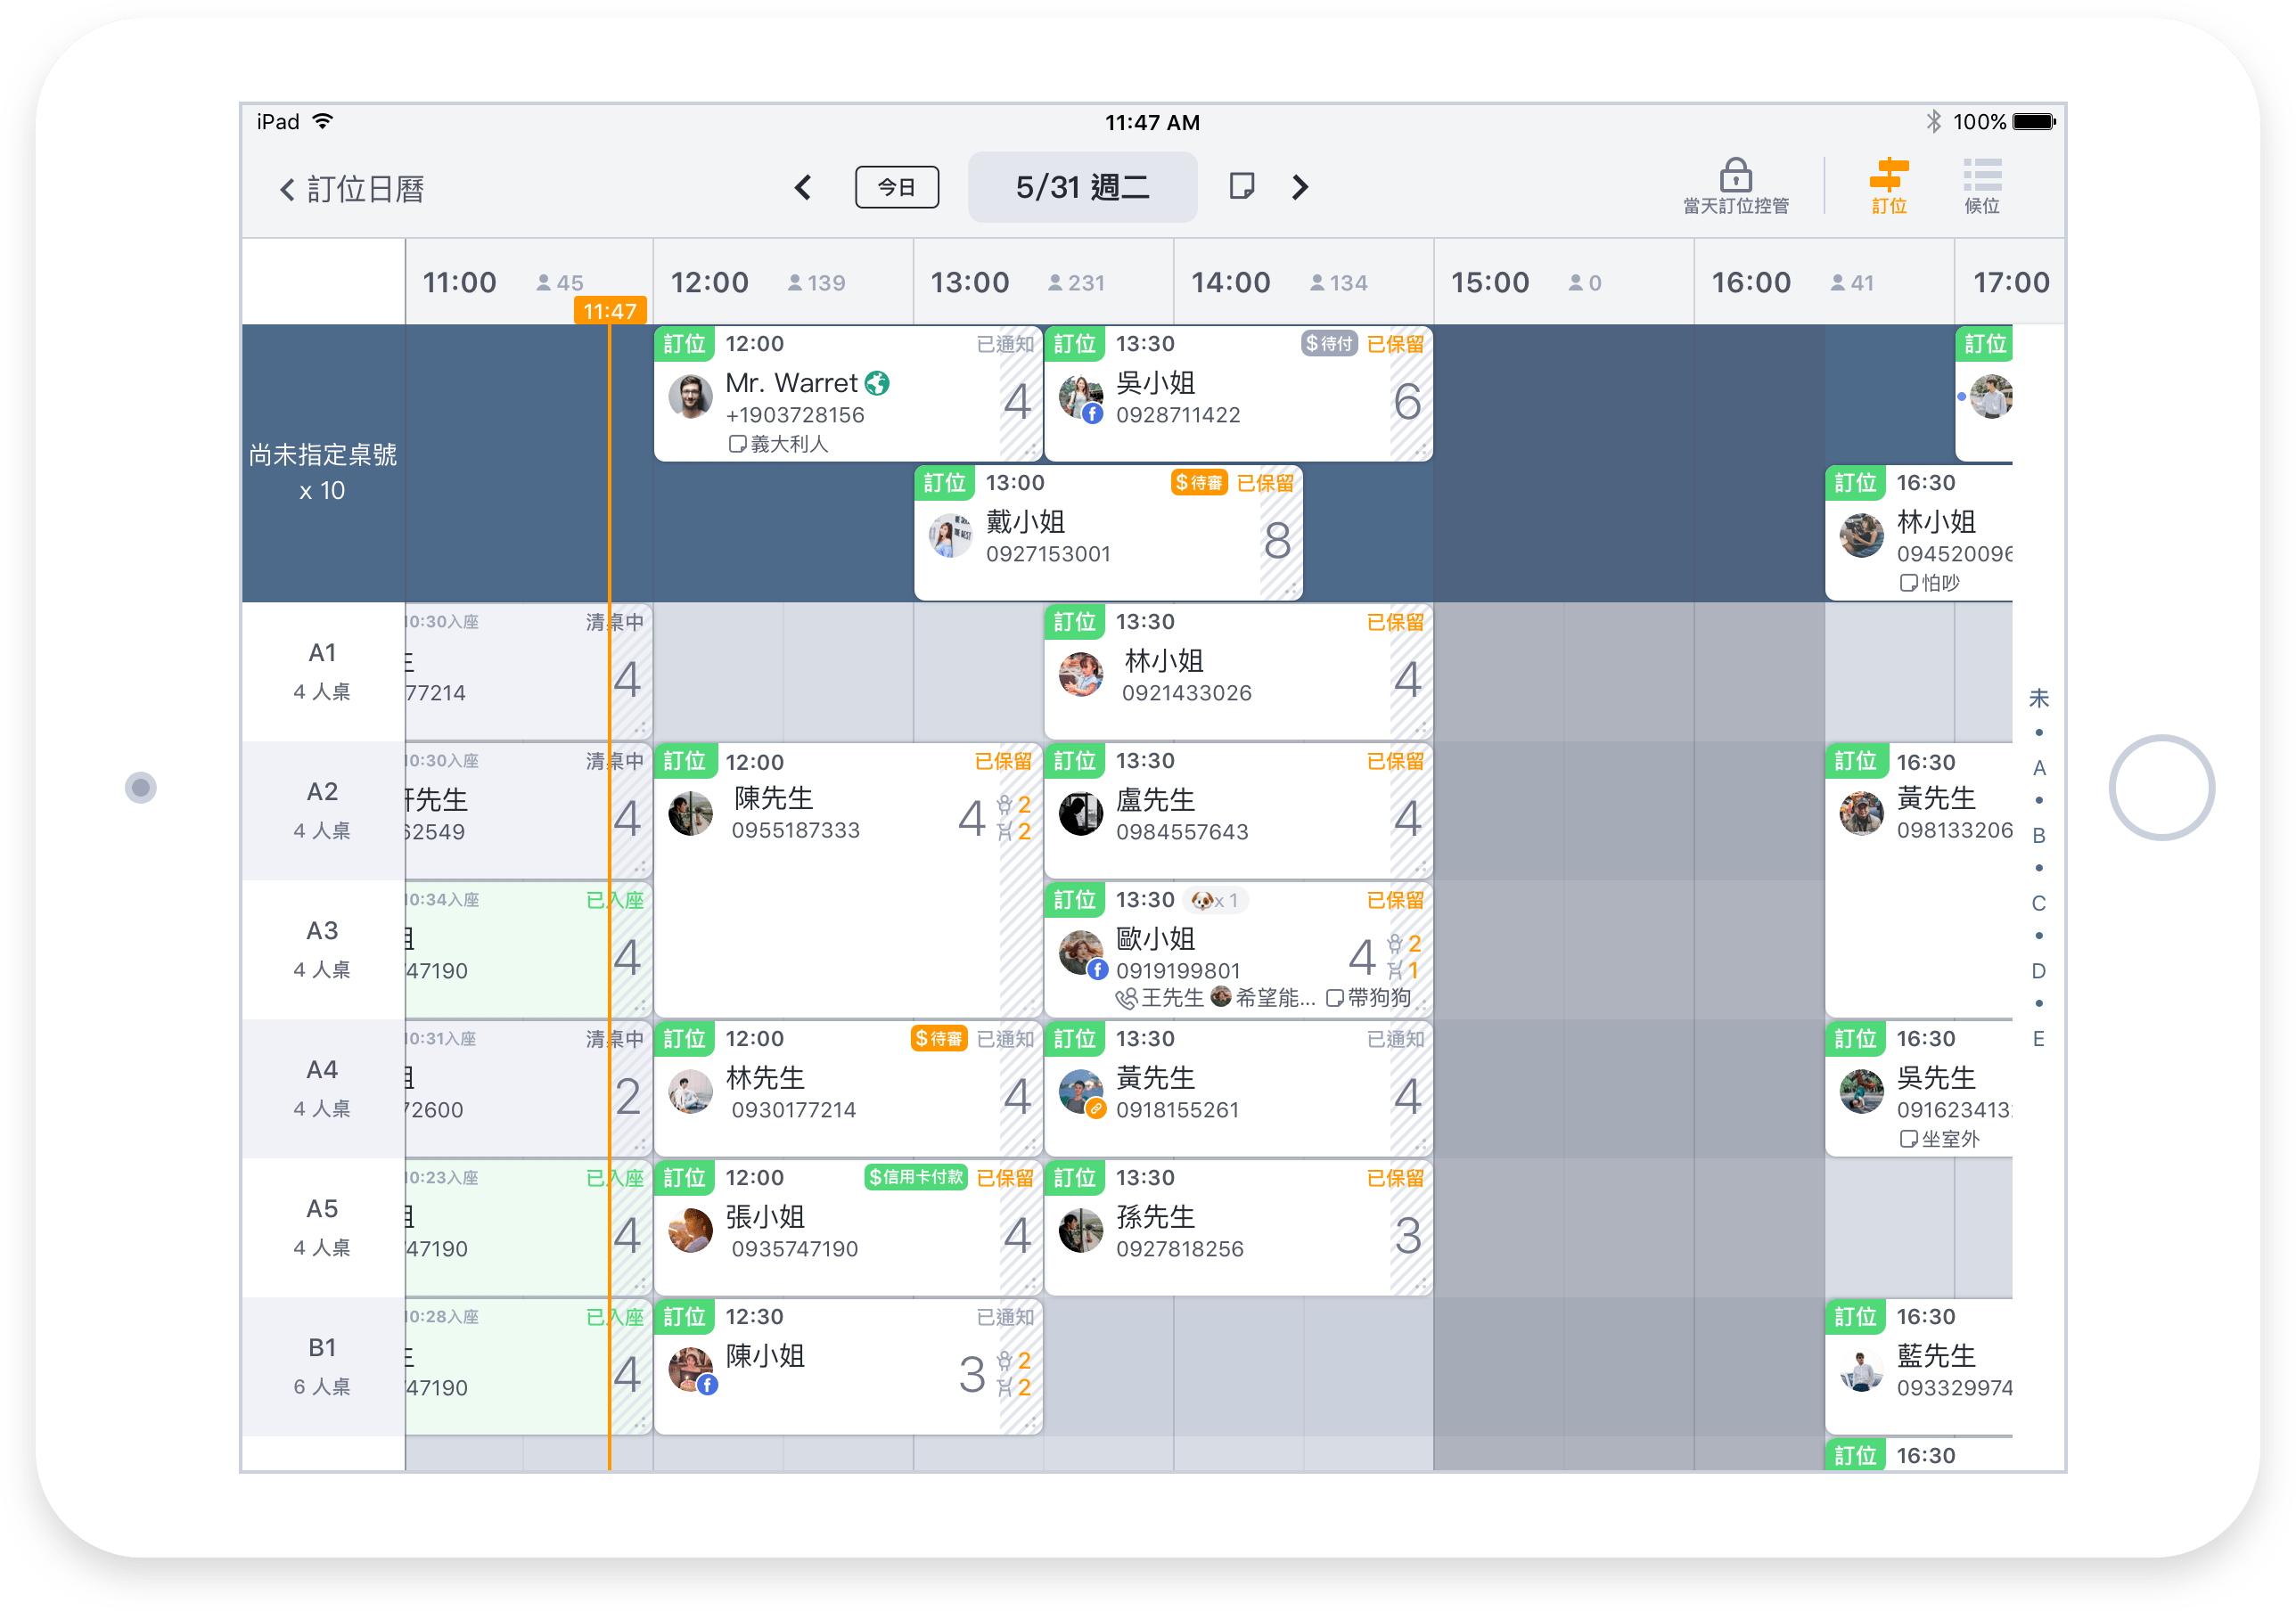 iPad
11:47 AM
100%
訂位日曆
今日
5/31 週二
當天訂位控管
訂位
候位
11:00 45
12:00 139
13:00 231
14:00 134
15:00 0
16:00 41
17:00
11:47
尚未指定桌號
x 10
訂位 12:00 已通知
Mr. Warret
+1903728156
義大利人
4
訂位 13:30 $待付 已保留
吳小姐
0928711422
6
訂位
訂位 13:00 $待審 已保留
戴小姐
0927153001
8
訂位 16:30
林小姐
094520096
怕吵
A1
4 人桌
10:30入座 清桌中
77214
4
訂位 13:30 已保留
林小姐
0921433026
4
A2
4 人桌
10:30入座 清桌中
先生
62549
4
訂位 12:00 已保留
陳先生
0955187333
4 2 2
訂位 13:30 已保留
盧先生
0984557643
4
訂位 16:30
黃先生
098133206
A3
4 人桌
10:34入座 已入座
47190
4
訂位 13:30 x 1 已保留
歐小姐
0919199801
4 2 1
王先生 希望能... 帶狗狗
A4
4 人桌
10:31入座 清桌中
72600
2
訂位 12:00 $待審 已通知
林先生
0930177214
4
訂位 13:30 已通知
黃先生
0918155261
4
訂位 16:30
吳先生
091623413
坐室外
A5
4 人桌
10:23入座 已入座
47190
4
訂位 12:00 $信用卡付款 已保留
張小姐
0935747190
4
訂位 13:30 已保留
孫先生
0927818256
3
B1
6 人桌
10:28入座 已入座
47190
4
訂位 12:30 已通知
陳小姐
3 2 2
訂位 16:30
藍先生
093329974
訂位 16:30
未
A
B
C
D
E